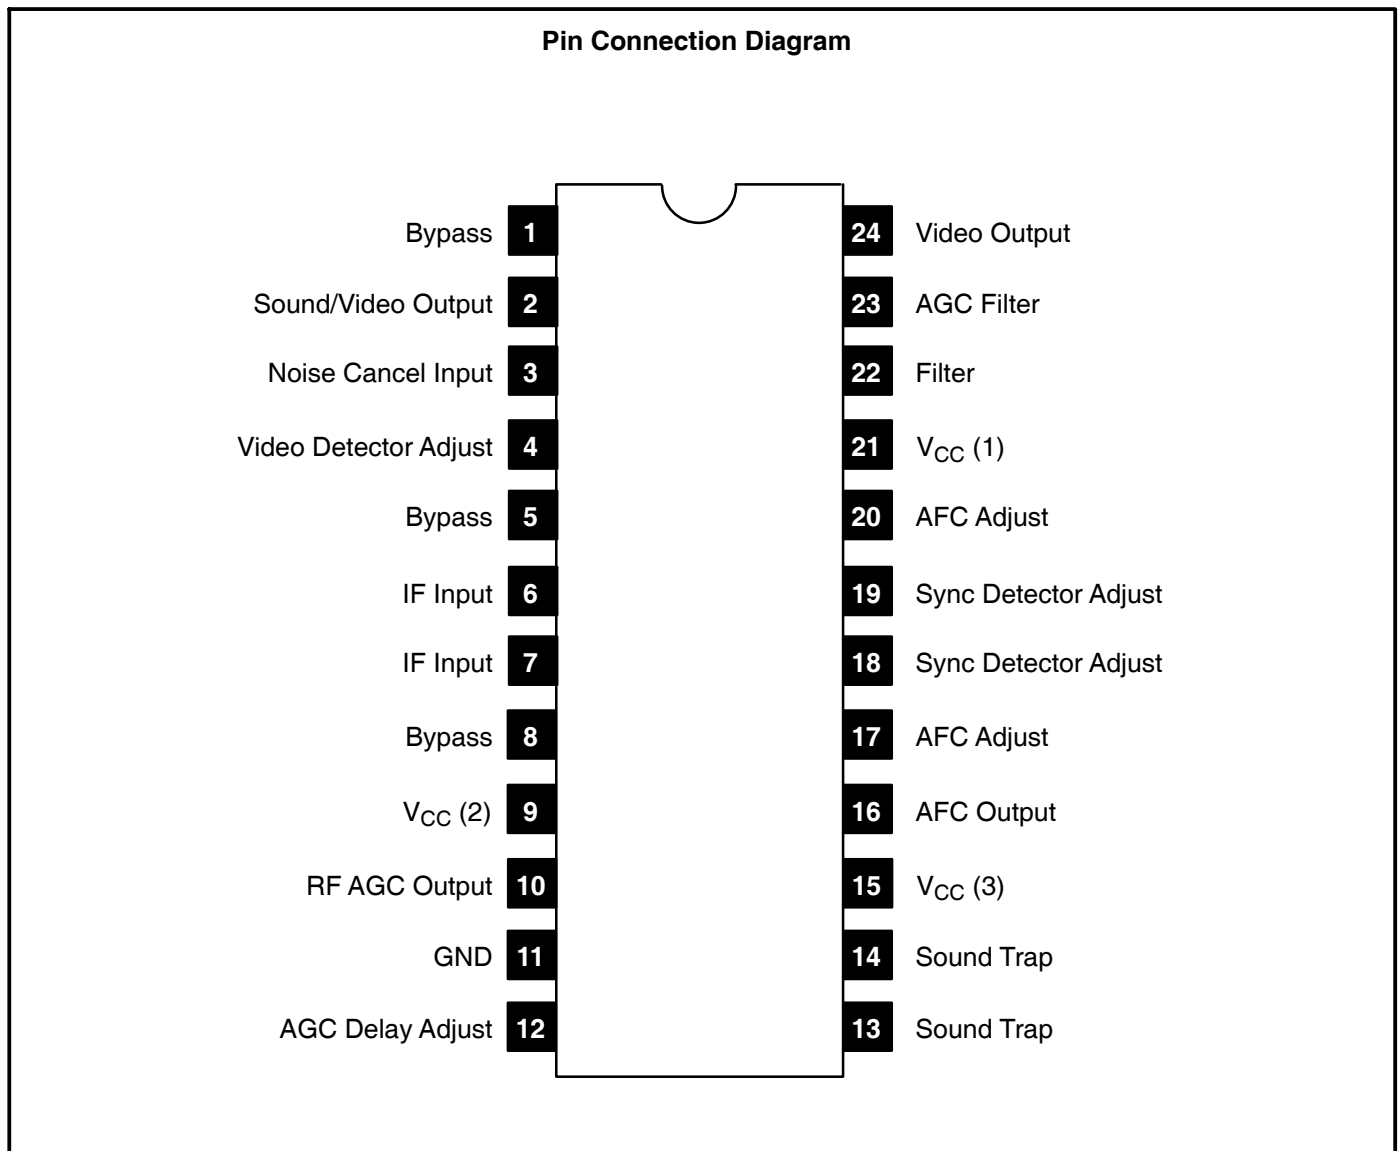 Pin Connection Diagram
Bypass 1 24 Video Output
Sound/Video Output 2 23 AGC Filter
Noise Cancel Input 3 22 Filter
Video Detector Adjust 4 21 VCC (1)
Bypass 5 20 AFC Adjust
IF Input 6 19 Sync Detector Adjust
IF Input 7 18 Sync Detector Adjust
Bypass 8 17 AFC Adjust
VCC (2) 9 16 AFC Output
RF AGC Output 10 15 VCC (3)
GND 11 14 Sound Trap
AGC Delay Adjust 12 13 Sound Trap